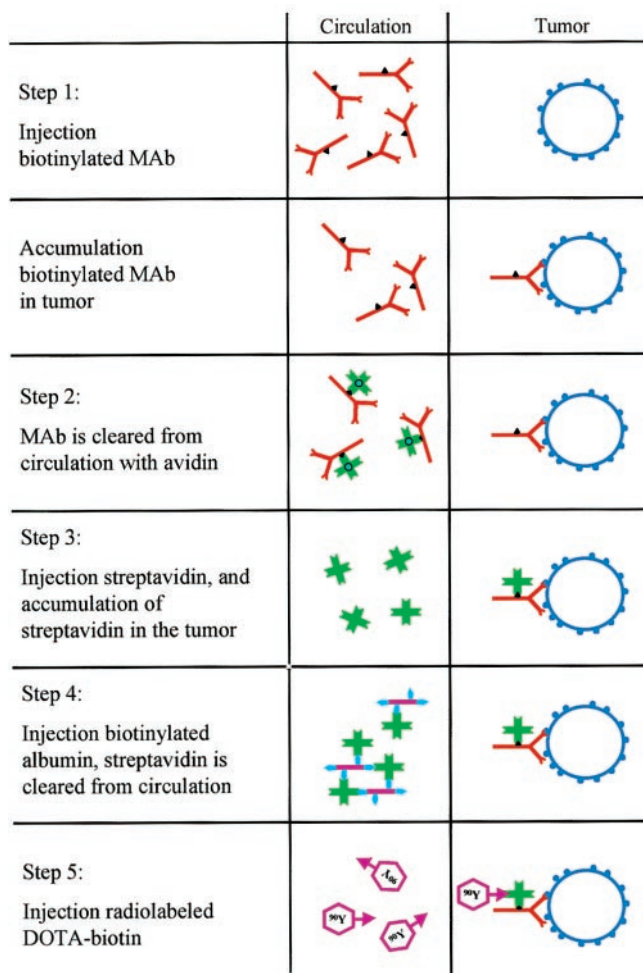 Circulation
Tumor
Step 1:
Injection
biotinylated MAb
Accumulation
biotinylated MAb
in tumor
Step 2:
MAb is cleared from
circulation with avidin
Step 3:
Injection streptavidin, and
accumulation of
streptavidin in the tumor
Step 4:
Injection biotinylated
albumin, streptavidin is
cleared from circulation
Step 5:
Injection radiolabeled
DOTA-biotin
90Y
90Y
90Y
90Y